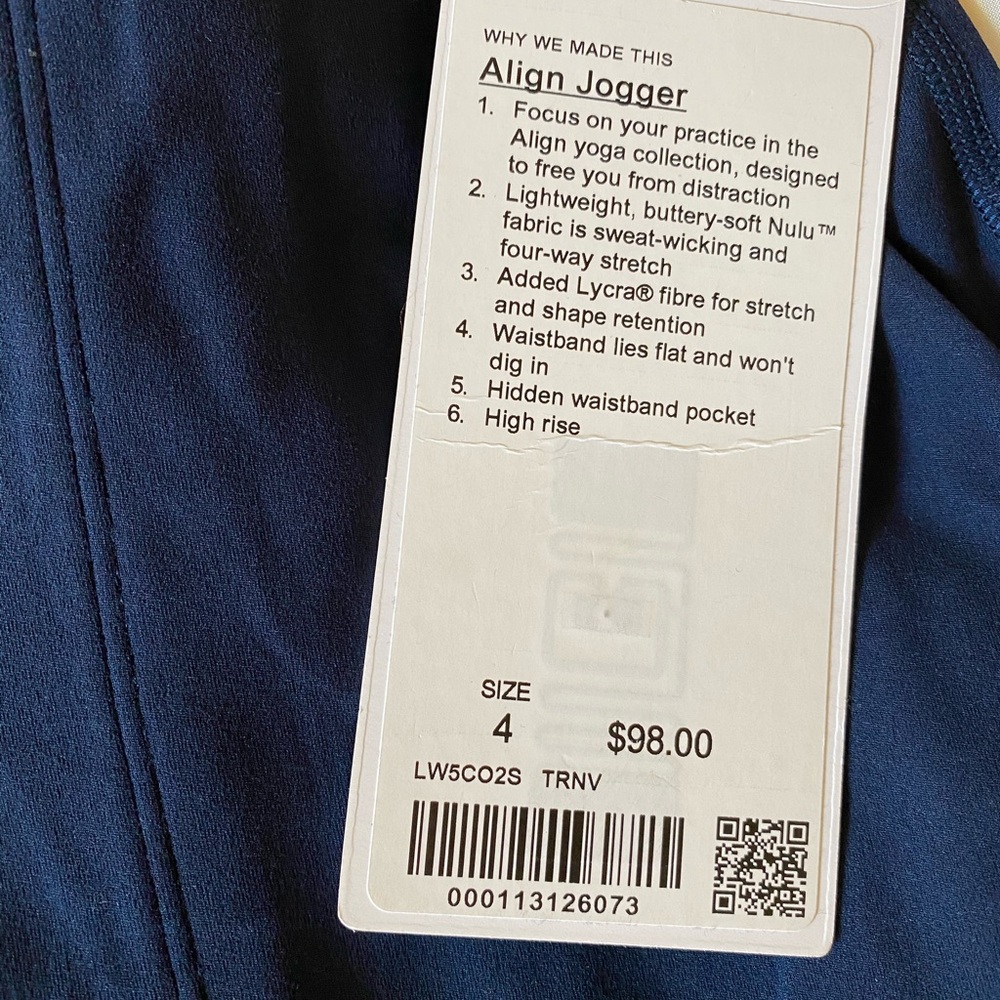 WHY WE MADE THIS
Align Jogger
1. Focus on your practice in the
Align yoga collection, designed
to free you from distraction
2. Lightweight, buttery-soft Nulu™
fabric is sweat-wicking and
four-way stretch
3. Added Lycra® fibre for stretch
and shape retention
4. Waistband lies flat and won't
dig in
5. Hidden waistband pocket
6. High rise
SIZE
4 $98.00
LW5CO2S TRNV
000113126073